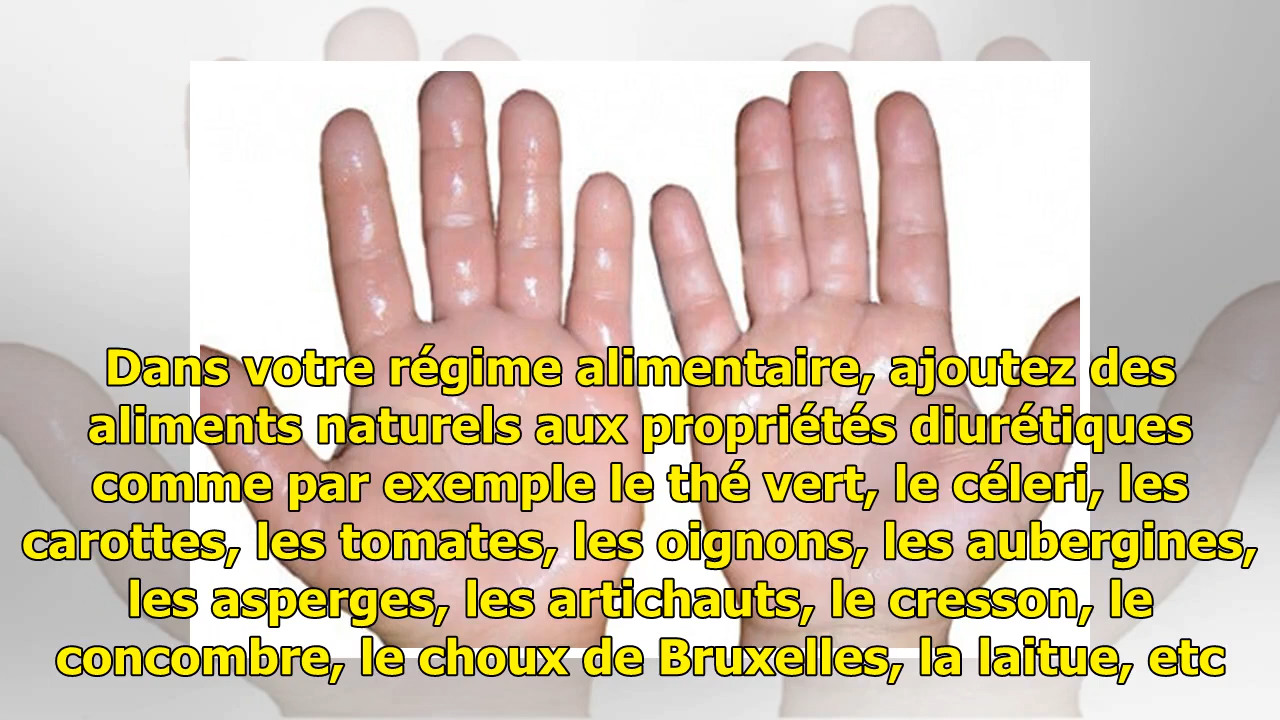 Dans votre régime alimentaire, ajoutez des
aliments naturels aux propriétés diurétiques
comme par exemple le thé vert, le céleri, les
carottes, les tomates, les oignons, les aubergines,
les asperges, les artichauts, le cresson, le
concombre, le choux de Bruxelles, la laitue, etc